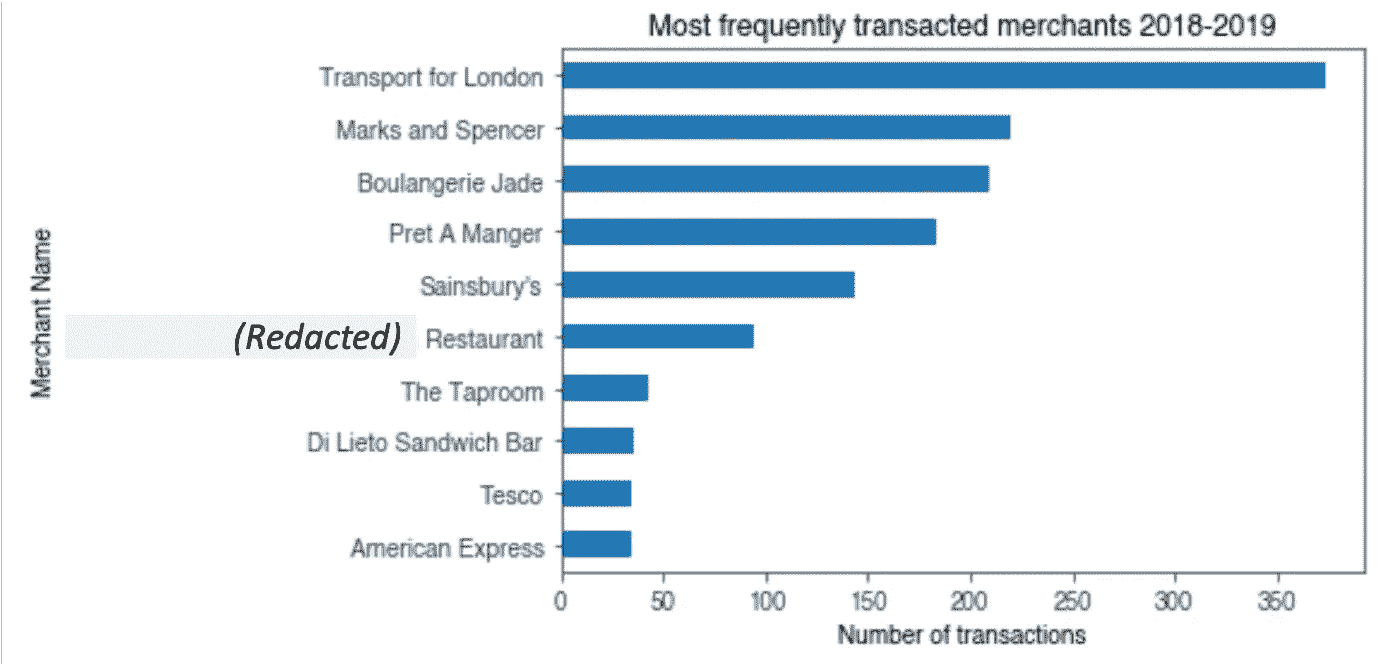 Most frequently transacted merchants 2018-2019
Merchant Name
Transport for London
Marks and Spencer
Boulangerie Jade
Pret A Manger
Sainsbury's
(Redacted) Restaurant
The Taproom
Di Lieto Sandwich Bar
Tesco
American Express
0 50 100 150 200 250 300 350
Number of transactions